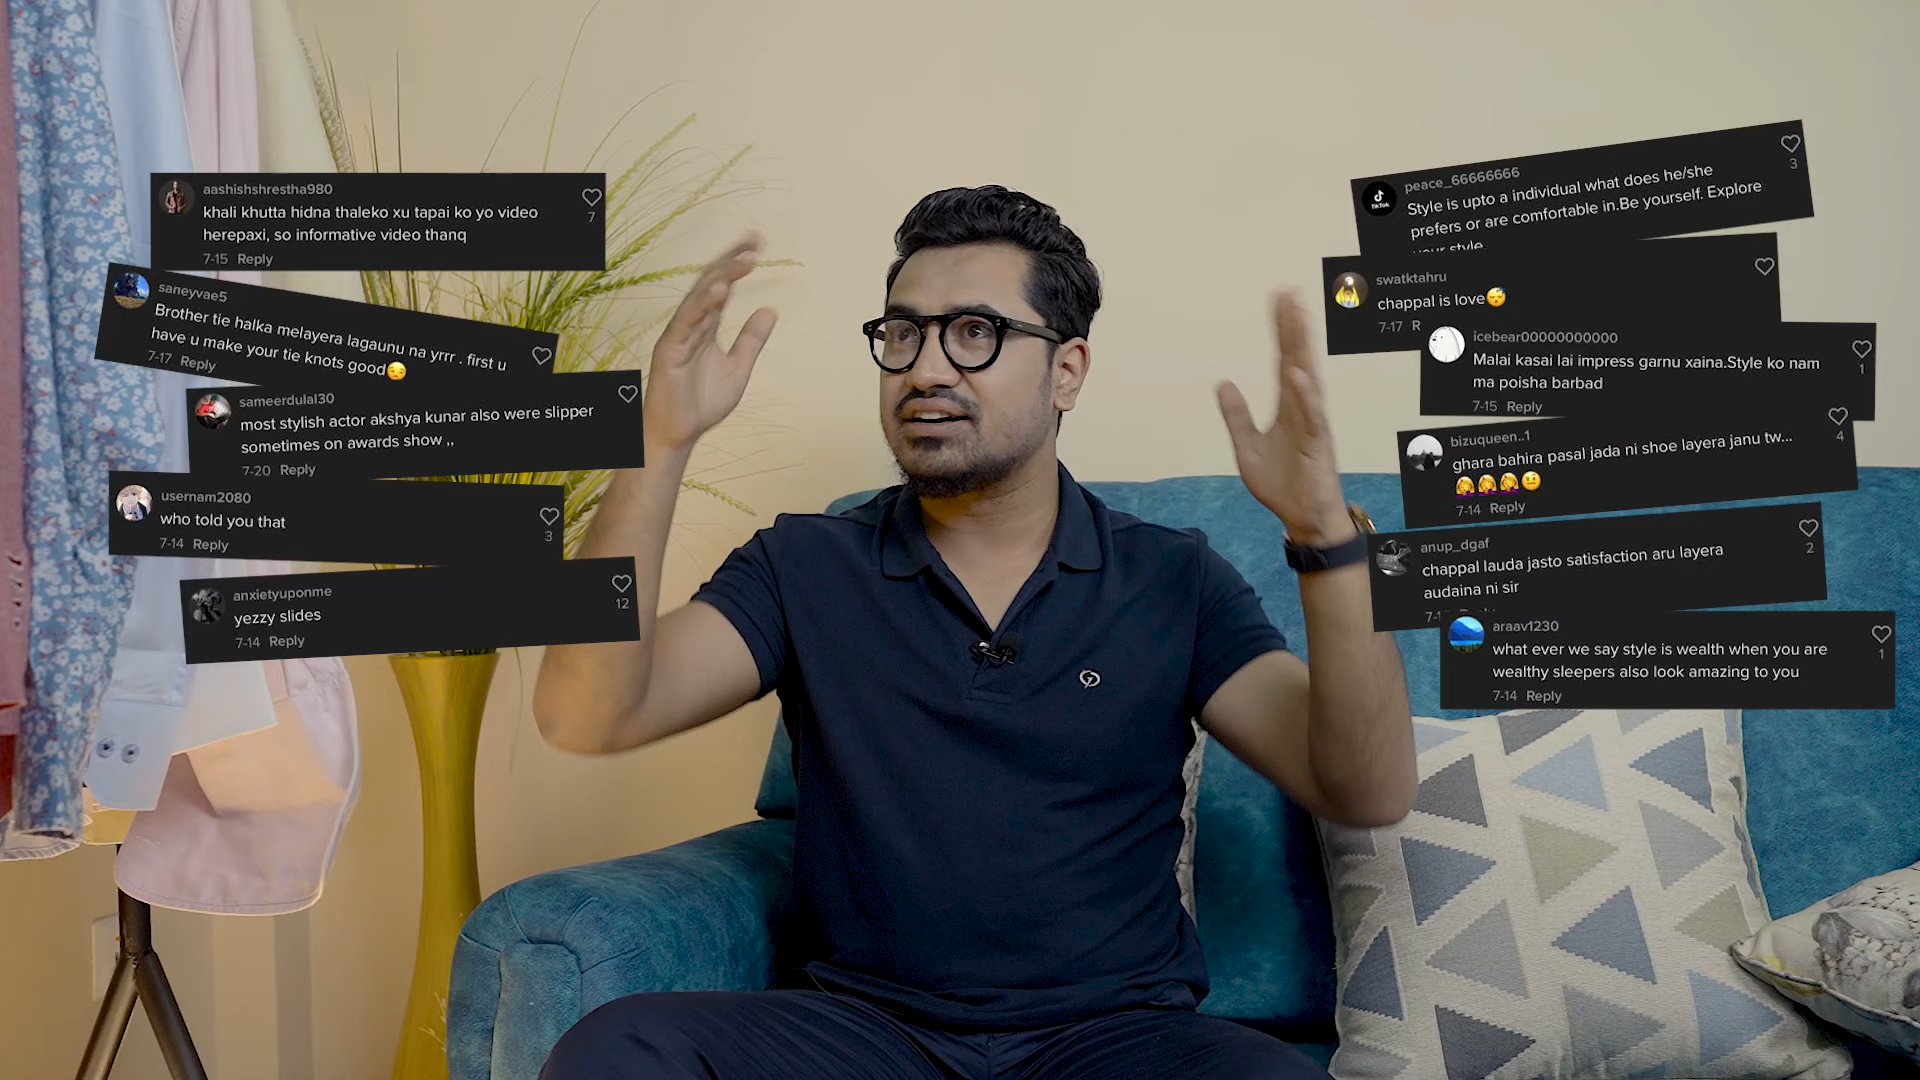 aashishshrestha980
khali khutta hidna thaleko xu tapai ko yo video
herepaxi, so informative video thanq
7
7-15 Reply
saneyvae5
Brother tie halka melayera lagaunu na yrrr . first u
have u make your tie knots good😒
7-17 Reply
sameerdulal30
most stylish actor akshya kunar also were slipper
sometimes on awards show ,,
7-20 Reply
usernam2080
who told you that
3
7-14 Reply
anxietyuponme
yezzy slides
12
7-14 Reply
TikTok
peace_66666666
3
Style is upto a individual what does he/she
prefers or are comfortable in.Be yourself. Explore
your style
swatktahru
chappal is love😴
7-17 R
icebear00000000000
Malai kasai lai impress garnu xaina.Style ko nam
ma poisha barbad
1
7-15 Reply
bizuqueen..1
4
ghara bahira pasal jada ni shoe layera janu tw...
🤦‍♀️🤦‍♀️🤦‍♀️🤨
7-14 Reply
anup_dgaf
2
chappal lauda jasto satisfaction aru layera
audaina ni sir
araav1230
what ever we say style is wealth when you are
wealthy sleepers also look amazing to you
1
7-14 Reply